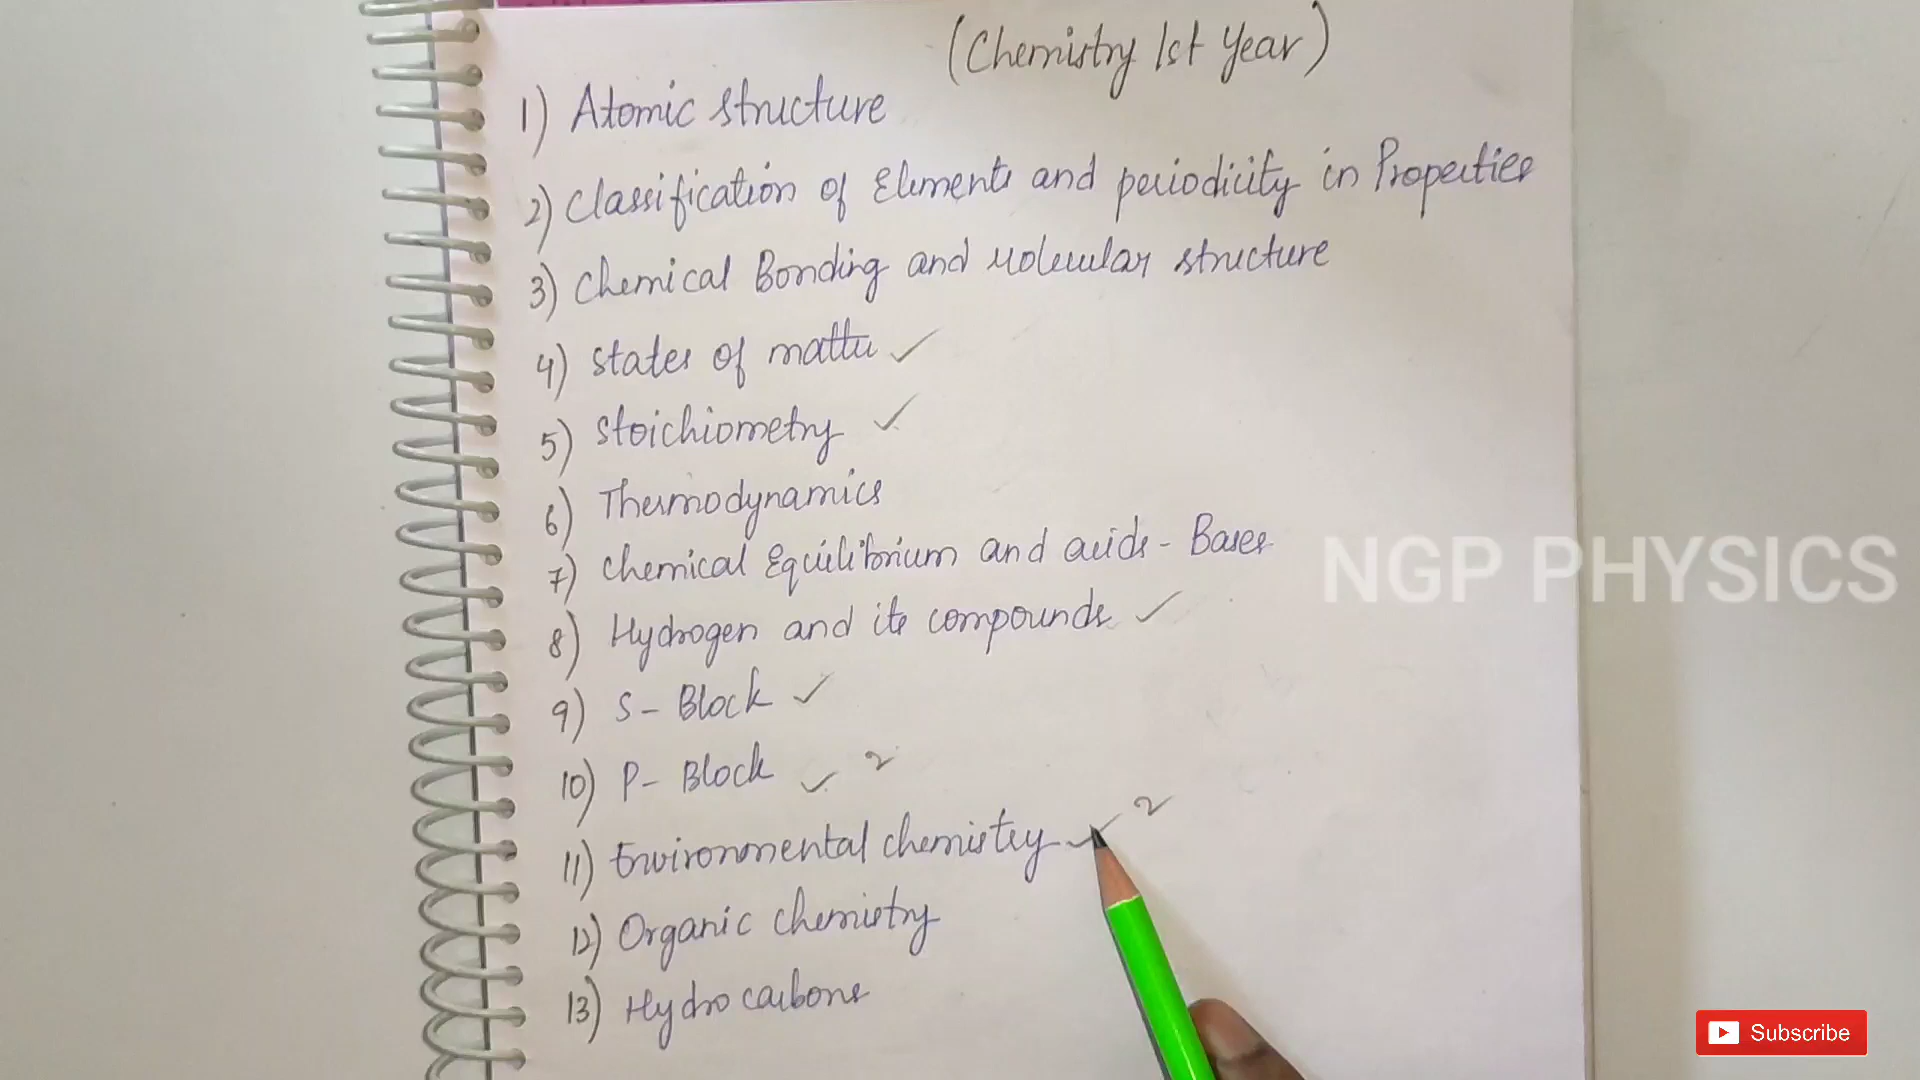 (Chemistry 1st Year)
1) Atomic structure
2) Classification of Elements and periodicity in Properties
3) Chemical Bonding and Molecular structure
4) States of matter ✓
5) Stoichiometry ✓
6) Thermodynamics
7) Chemical Equilibrium and acids - Bases
8) Hydrogen and its compounds ✓
9) S - Block ✓
10) P - Block ✓ 2
11) Environmental chemistry ✓ 2
12) Organic chemistry
13) Hydro carbons
NGP PHYSICS
Subscribe